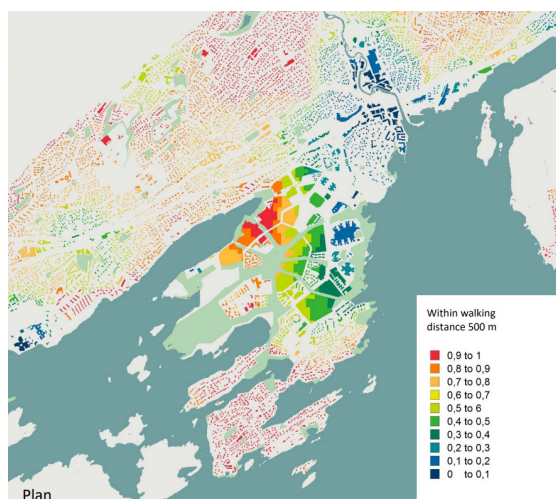 Within walking
distance 500 m
0,9 to 1
0,8 to 0,9
0,7 to 0,8
0,6 to 0,7
0,5 to 6
0,4 to 0,5
0,3 to 0,4
0,2 to 0,3
0,1 to 0,2
0 to 0,1
Plan